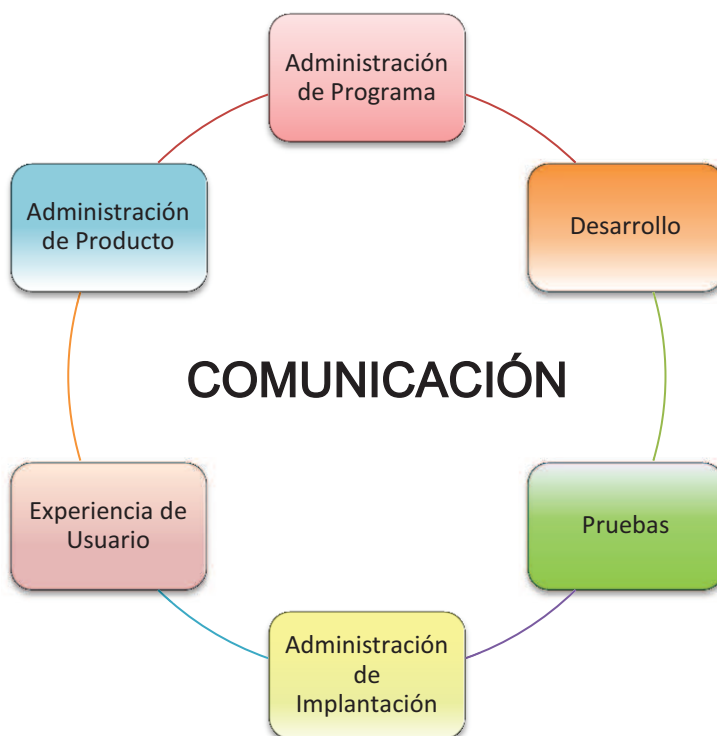 Administración
de Programa
Administración
de Producto
Desarrollo
COMUNICACIÓN
Experiencia de
Usuario
Pruebas
Administración
de
Implantación